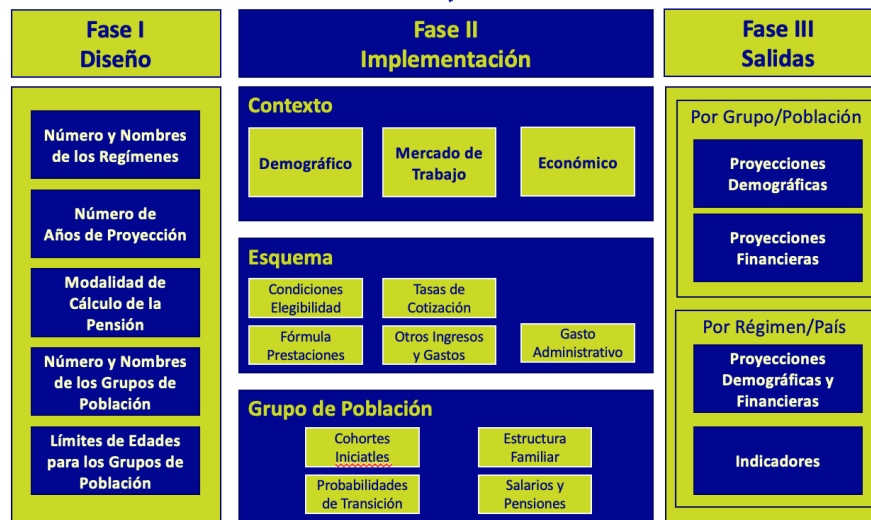 Fase I
Diseño
Número y Nombres
de los Regímenes
Número de
Años de Proyección
Modalidad de
Cálculo de la
Pensión
Número y Nombres
de los Grupos de
Población
Límites de Edades
para los Grupos de
Población
Fase II
Implementación
Contexto
Demográfico
Mercado de
Trabajo
Económico
Esquema
Condiciones
Elegibilidad
Tasas de
Cotización
Fórmula
Prestaciones
Otros Ingresos
y Gastos
Gasto
Administrativo
Grupo de Población
Cohortes
Iniciatles
Estructura
Familiar
Probabilidades
de Transición
Salarios y
Pensiones
Fase III
Salidas
Por Grupo/Población
Proyecciones
Demográficas
Proyecciones
Financieras
Por Régimen/País
Proyecciones
Demográficas y
Financieras
Indicadores